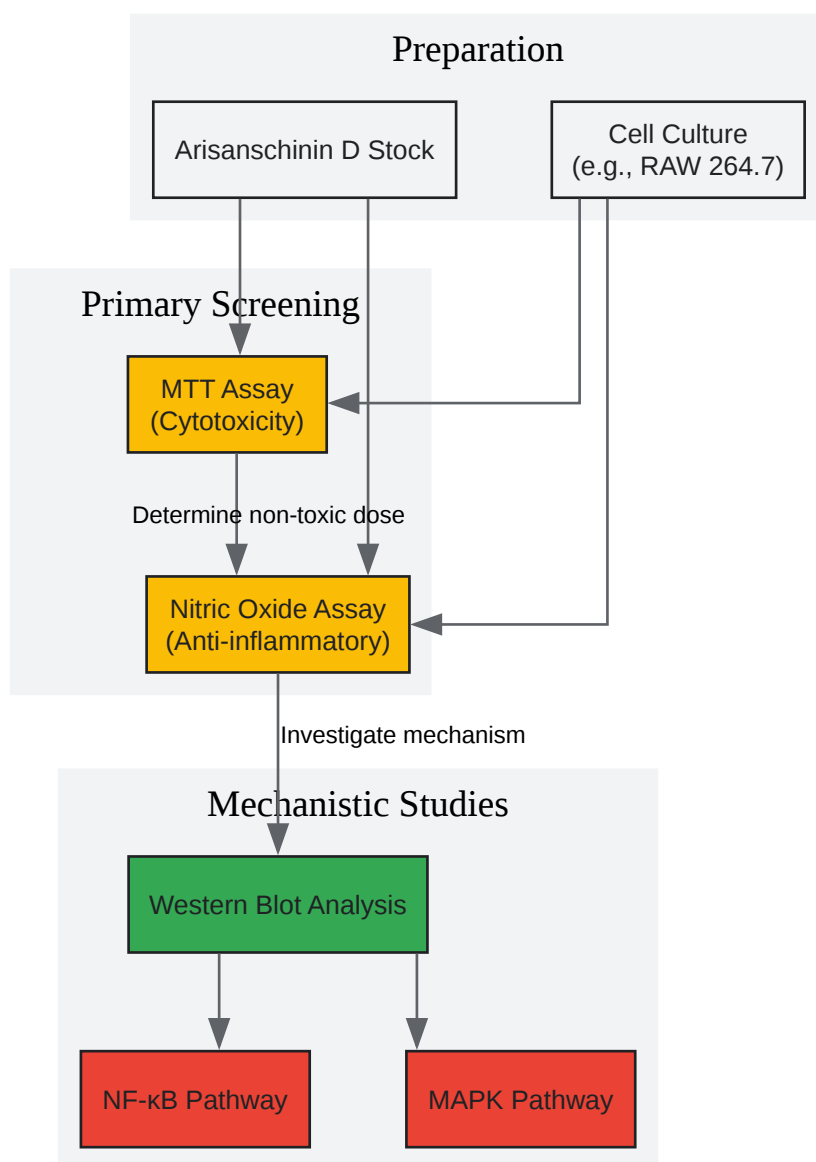 Preparation
Arisanschinin D Stock
Cell Culture
(e.g., RAW 264.7)
Primary Screening
MTT Assay
(Cytotoxicity)
Determine non-toxic dose
Nitric Oxide Assay
(Anti-inflammatory)
Investigate mechanism
Mechanistic Studies
Western Blot Analysis
NF-κB Pathway
MAPK Pathway